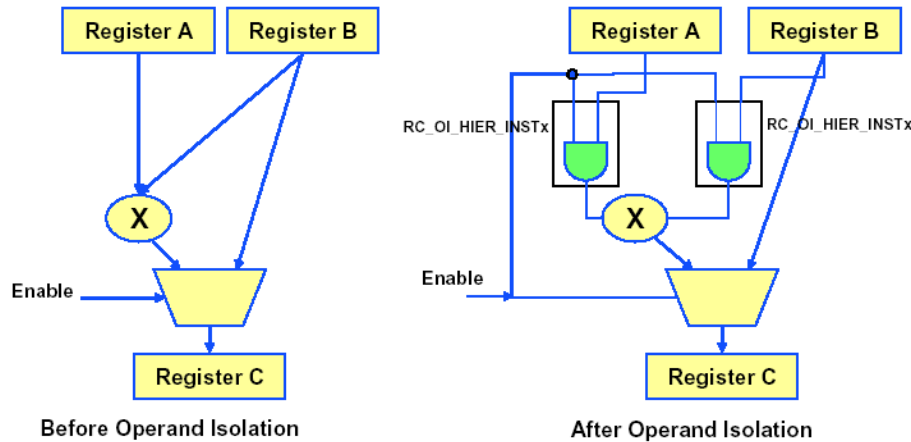 Register A
Register B
X
Enable
Register C
Before Operand Isolation
Register A
Register B
RC_OI_HIER_INSTx
RC_OI_HIER_INSTx
X
Enable
Register C
After Operand Isolation